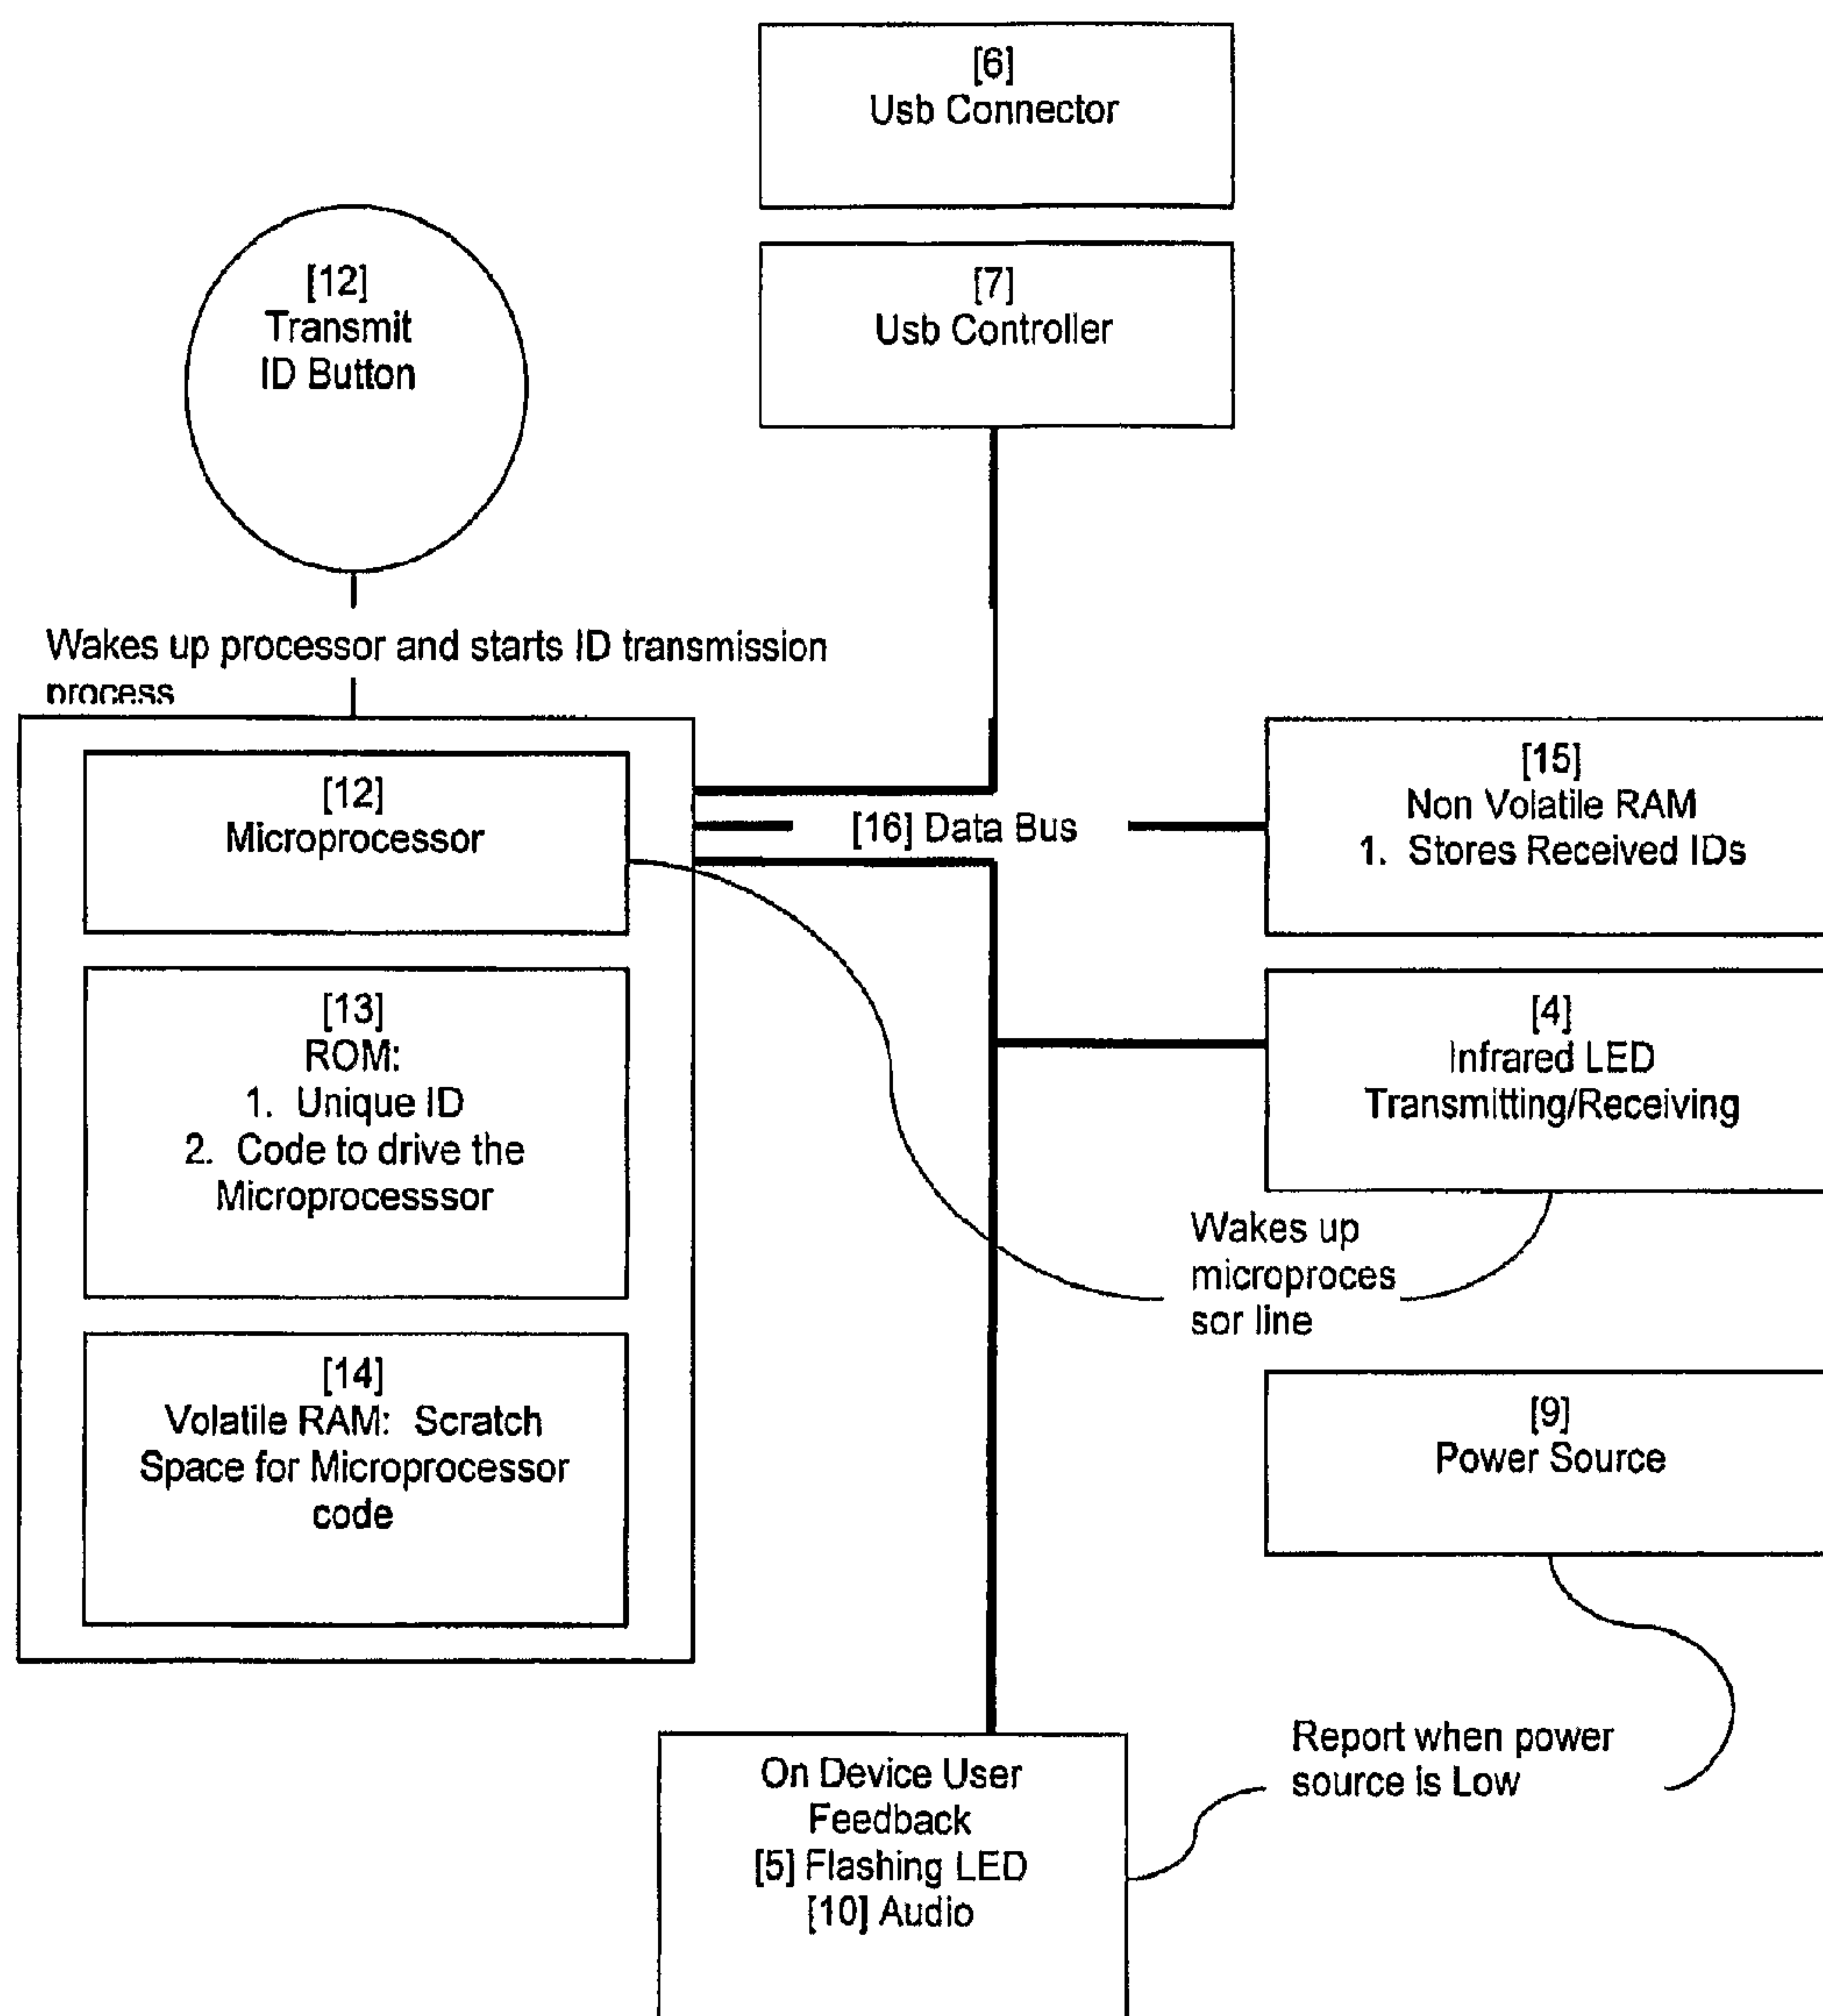 [6]
Usb Connector
[7]
Usb Controller
[12]
Transmit
ID Button
Wakes up processor and starts ID transmission
process
[12]
Microprocessor
[16] Data Bus
[15]
Non Volatile RAM
1. Stores Received IDs
[13]
ROM:
1. Unique ID
2. Code to drive the
Microprocesssor
[4]
Infrared LED
Transmitting/Receiving
Wakes up
microproces
sor line
[14]
Volatile RAM: Scratch
Space for Microprocessor
code
[9]
Power Source
Report when power
source is Low
On Device User
Feedback
[5] Flashing LED
[10] Audio